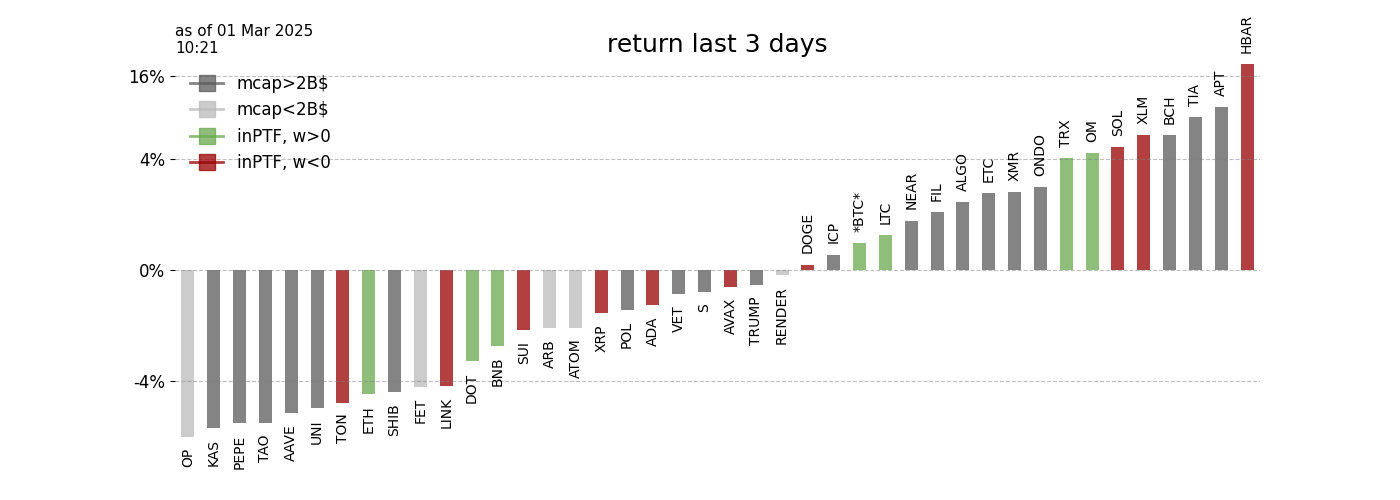 as of 01 Mar 2025
10:21
return last 3 days
mcap>2B$
mcap<2B$
inPTF, w>0
inPTF, w<0
16%
4%
0%
-4%
OP
KAS
PEPE
TAO
AAVE
UNI
TON
ETH
SHIB
FET
LINK
DOT
BNB
SUI
ARB
ATOM
XRP
POL
ADA
VET
S
AVAX
TRUMP
RENDER
DOGE
ICP
*BTC*
LTC
NEAR
FIL
ALGO
ETC
XMR
ONDO
TRX
OM
SOL
XLM
BCH
TIA
APT
HBAR